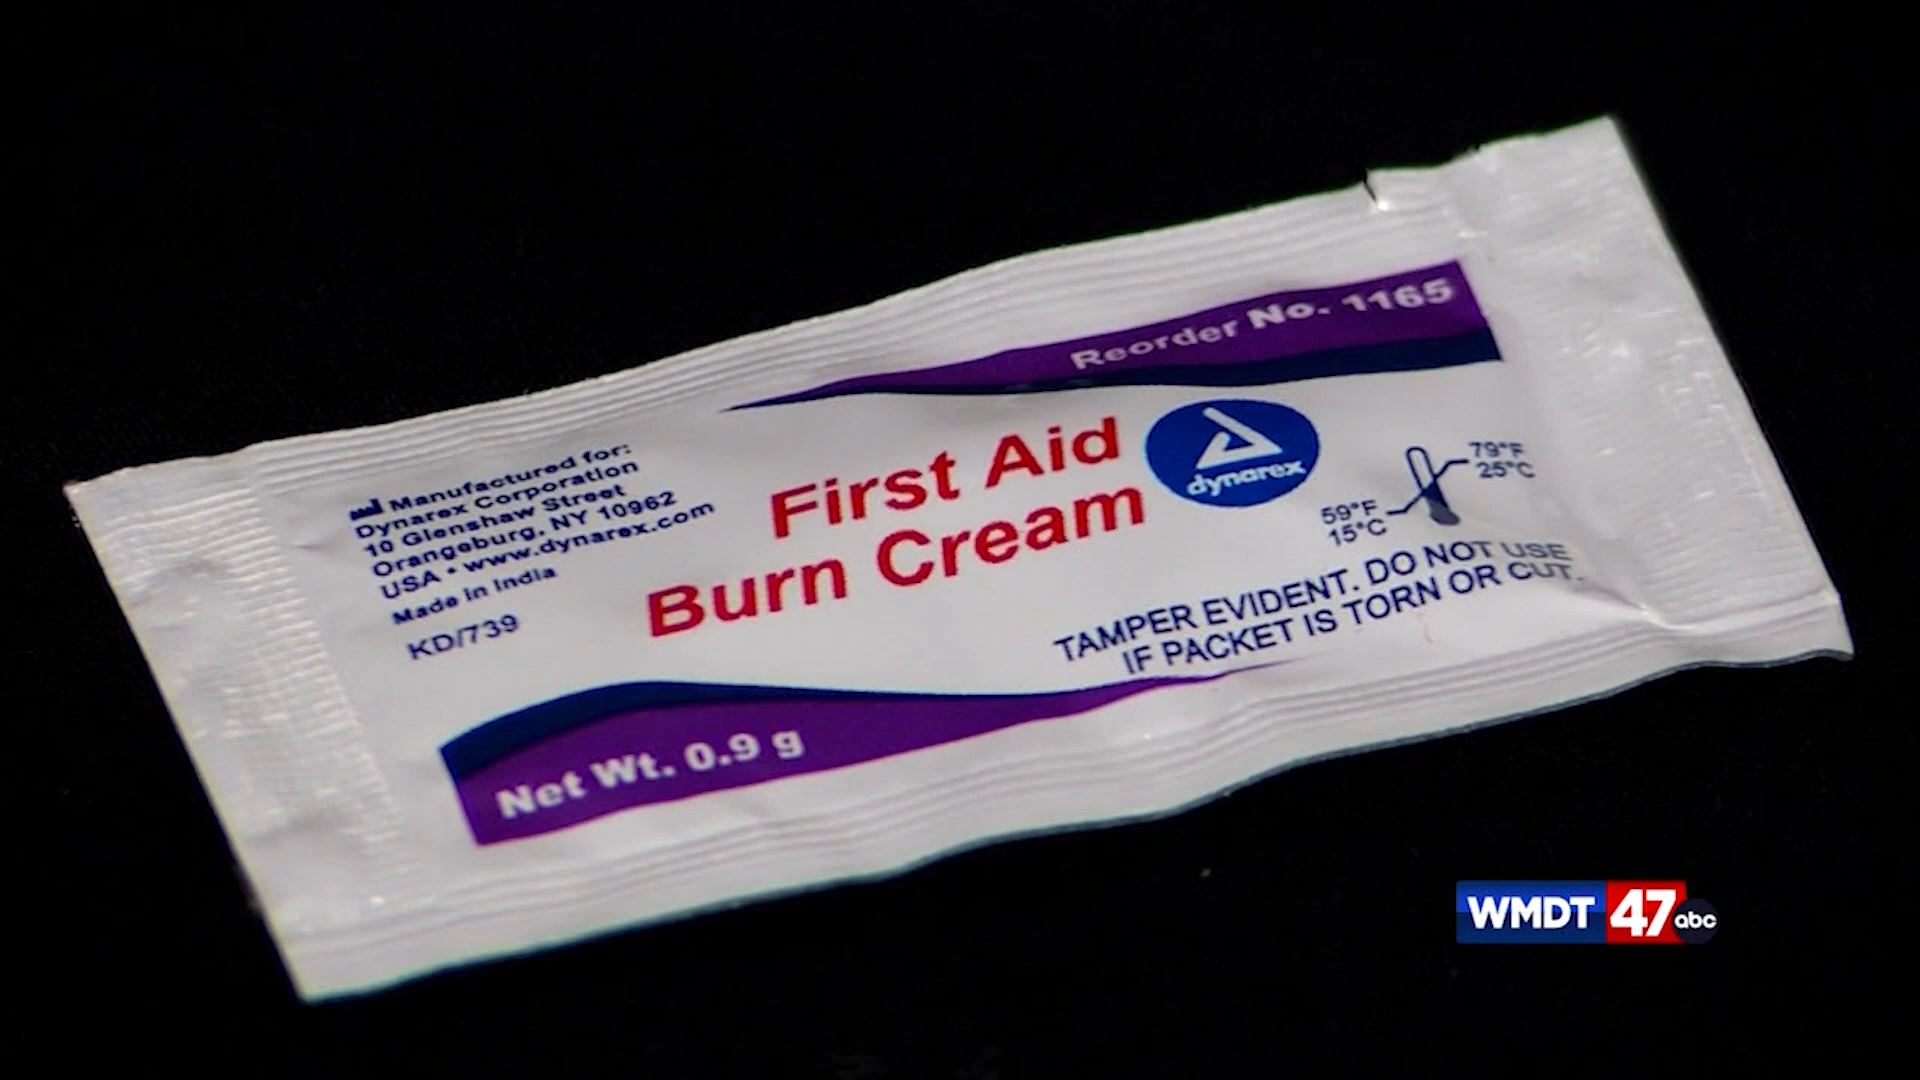 Reorder No. 1165
Manufactured for:
Dynarex Corporation
10 Glenshaw Street
Orangeburg, NY 10962
USA • www.dynarex.com
Made in India
KD/739
First Aid
Burn Cream
dynarex
79°F
25°C
59°F
15°C
TAMPER EVIDENT. DO NOT USE
IF PACKET IS TORN OR CUT.
Net Wt. 0.9 g
WMDT 47 abc